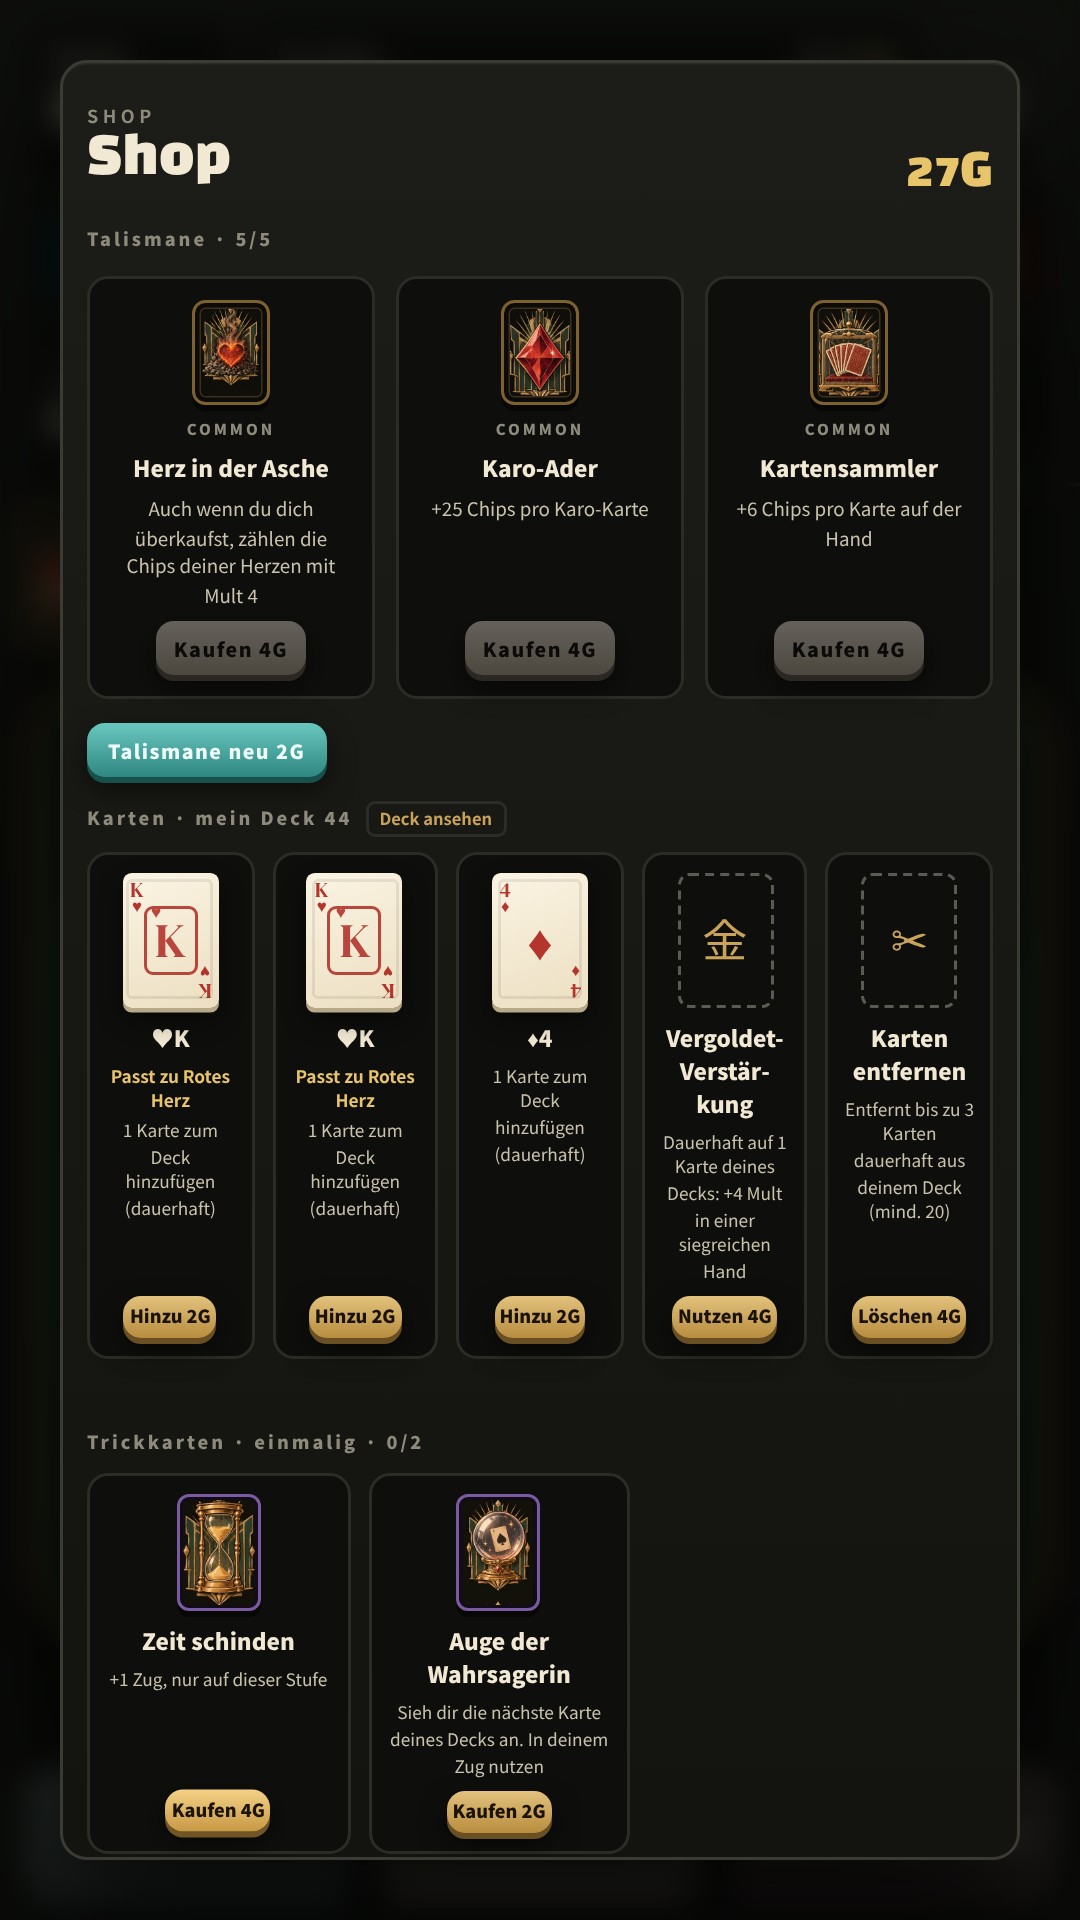 SHOP
Shop
27G
Talismane · 5/5
COMMON
Herz in der Asche
Auch wenn du dich
überkaufst, zählen die
Chips deiner Herzen mit
Mult 4
Kaufen 4G
COMMON
Karo-Ader
+25 Chips pro Karo-Karte
Kaufen 4G
COMMON
Kartensammler
+6 Chips pro Karte auf der
Hand
Kaufen 4G
Talismane neu 2G
Karten · mein Deck 44
Deck ansehen
K
♥
K
♥
K
♥K
Passt zu Rotes
Herz
1 Karte zum
Deck
hinzufügen
(dauerhaft)
Hinzu 2G
K
♥
K
♥
K
♥K
Passt zu Rotes
Herz
1 Karte zum
Deck
hinzufügen
(dauerhaft)
Hinzu 2G
4
♦
♦
♦
4
♦4
1 Karte zum
Deck
hinzufügen
(dauerhaft)
Hinzu 2G
金
Vergoldet-
Verstär-
kung
Dauerhaft auf 1
Karte deines
Decks: +4 Mult
in einer
siegreichen
Hand
Nutzen 4G
✂
Karten
entfernen
Entfernt bis zu 3
Karten
dauerhaft aus
deinem Deck
(mind. 20)
Löschen 4G
Trickkarten · einmalig · 0/2
Zeit schinden
+1 Zug, nur auf dieser Stufe
Kaufen 4G
Auge der
Wahrsagerin
Sieh dir die nächste Karte
deines Decks an. In deinem
Zug nutzen
Kaufen 2G